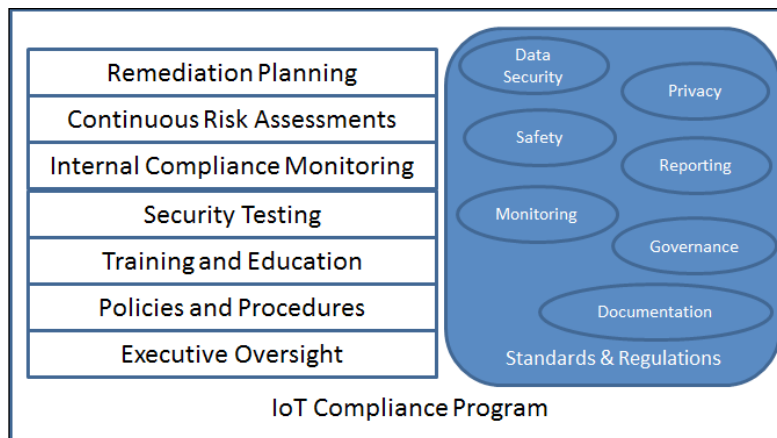 Remediation Planning
Continuous Risk Assessments
Internal Compliance Monitoring
Security Testing
Training and Education
Policies and Procedures
Executive Oversight
Data
Security
Privacy
Safety
Reporting
Monitoring
Governance
Documentation
Standards & Regulations
IoT Compliance Program